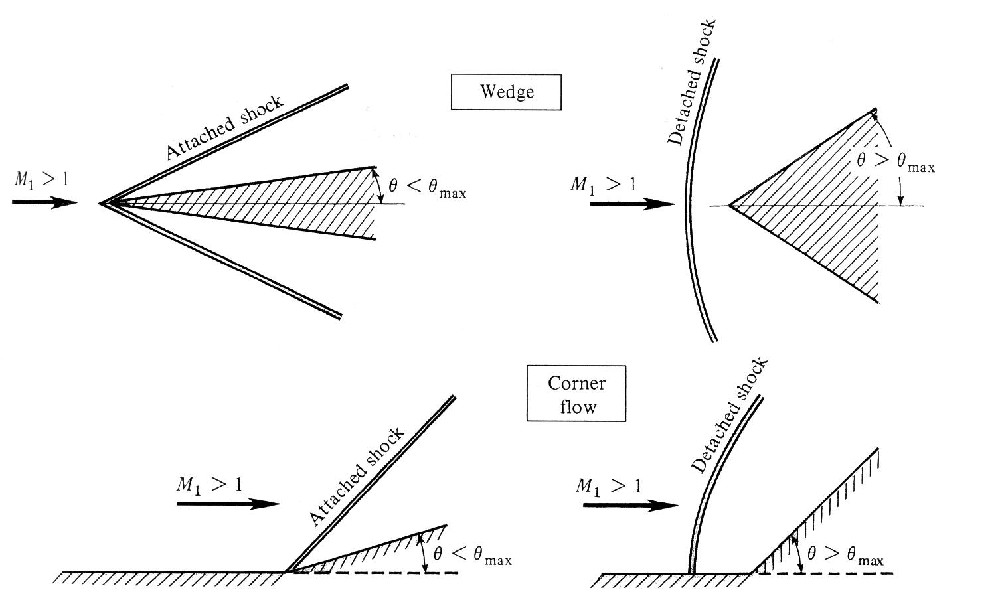 Wedge
Attached shock
M₁ > 1
θ < θmax
Detached shock
M₁ > 1
θ > θmax
Corner
flow
Attached shock
M₁ > 1
θ < θmax
Detached shock
M₁ > 1
θ > θmax